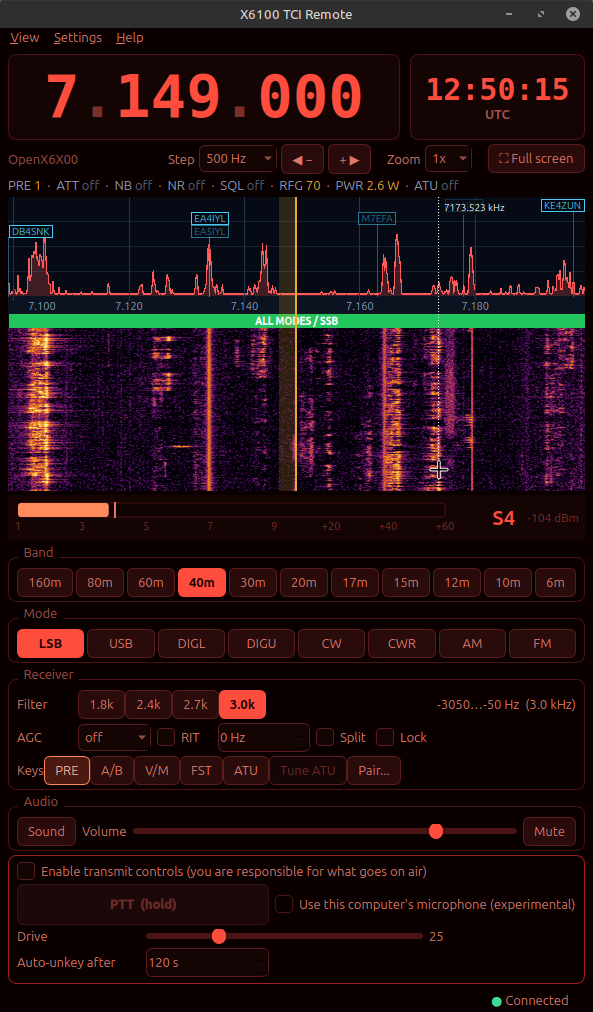 X6100 TCI Remote
View Settings Help
7.149.000
12:50:15
UTC
OpenX6X00 Step 500 Hz ◀ − + ▶ Zoom 1x Full screen
PRE 1 · ATT off · NB off · NR off · SQL off · RFG 70 · PWR 2.6 W · ATU off
7173.523 kHz KE4ZUN
EA4IYL M7EFA
DB4SNK EA5IYL
7.100 7.120 7.140 7.160 7.180
ALL MODES / SSB
S4 -104 dBm
1 3 5 7 9 +20 +40 +60
Band
160m 80m 60m 40m 30m 20m 17m 15m 12m 10m 6m
Mode
LSB USB DIGL DIGU CW CWR AM FM
Receiver
Filter 1.8k 2.4k 2.7k 3.0k -3050…-50 Hz (3.0 kHz)
AGC off RIT 0 Hz Split Lock
Keys PRE A/B V/M FST ATU Tune ATU Pair...
Audio
Sound Volume Mute
Enable transmit controls (you are responsible for what goes on air)
PTT (hold) Use this computer's microphone (experimental)
Drive 25
Auto-unkey after 120 s
Connected